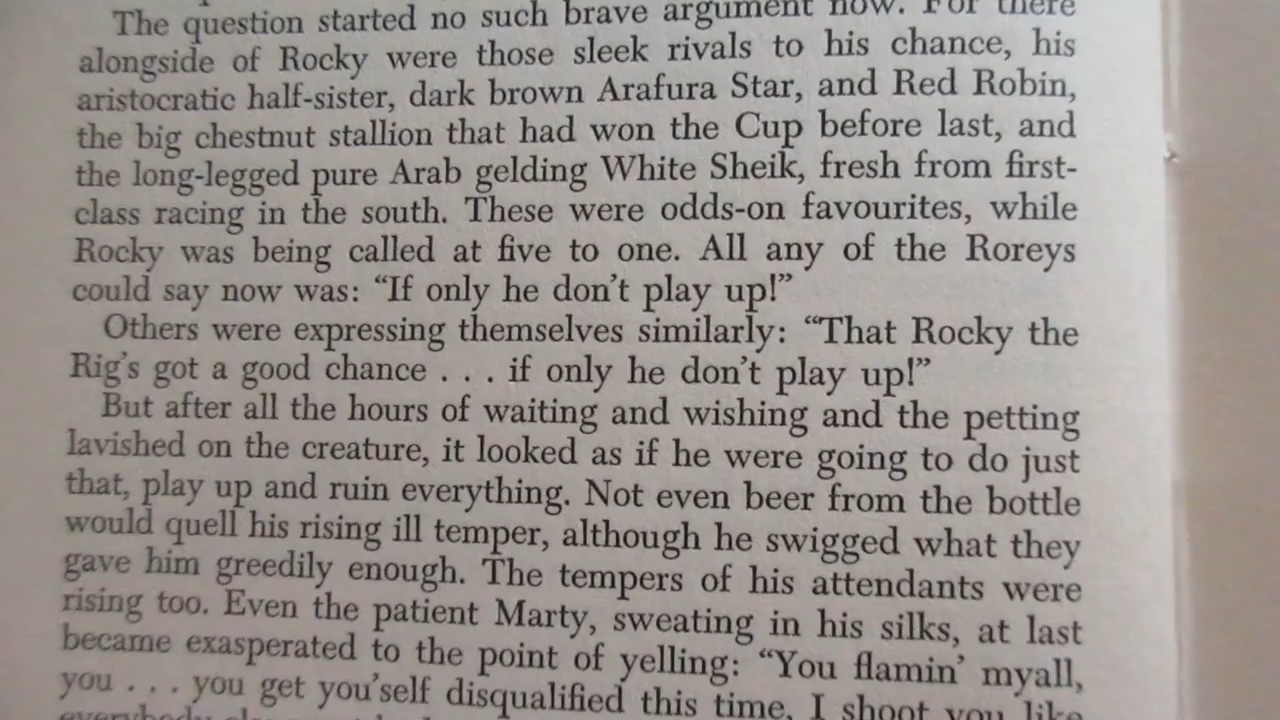 The question started no such brave argument now. For there
alongside of Rocky were those sleek rivals to his chance, his
aristocratic half-sister, dark brown Arafura Star, and Red Robin,
the big chestnut stallion that had won the Cup before last, and
the long-legged pure Arab gelding White Sheik, fresh from first-
class racing in the south. These were odds-on favourites, while
Rocky was being called at five to one. All any of the Roreys
could say now was: “If only he don’t play up!”
Others were expressing themselves similarly: “That Rocky the
Rig’s got a good chance . . . if only he don’t play up!”
But after all the hours of waiting and wishing and the petting
lavished on the creature, it looked as if he were going to do just
that, play up and ruin everything. Not even beer from the bottle
would quell his rising ill temper, although he swigged what they
gave him greedily enough. The tempers of his attendants were
rising too. Even the patient Marty, sweating in his silks, at last
became exasperated to the point of yelling: “You flamin’ myall,
you . . . you get you’self disqualified this time, I shoot you like